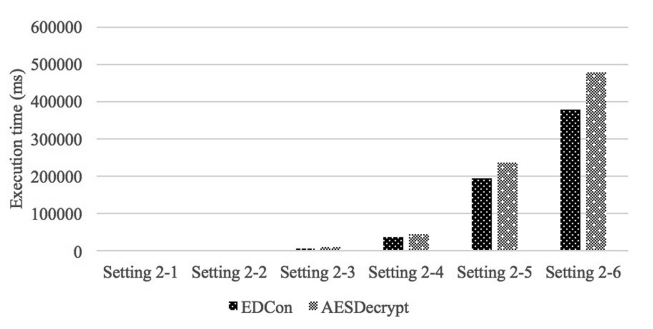 600000
500000
400000
300000
200000
100000
0
Execution time (ms)
Setting 2-1 Setting 2-2 Setting 2-3 Setting 2-4 Setting 2-5 Setting 2-6
EDCon AESDecrypt